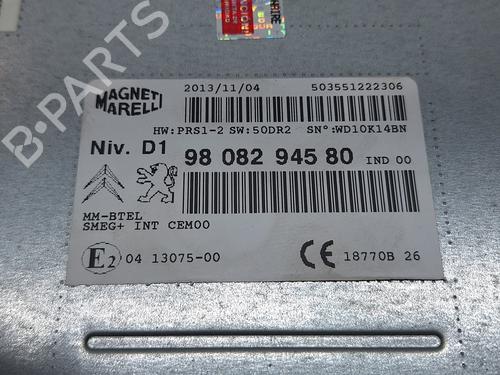 MAGNETI
MARELLI
2013/11/04 503551222306
HW:PRS1-2 SW:50DR2 SN°:WD10K14BN
Niv. D1 98 082 945 80 IND 00
MM-BTEL
SMEG+ INT CEM00
E2 04 13075-00 CE 18770B 26